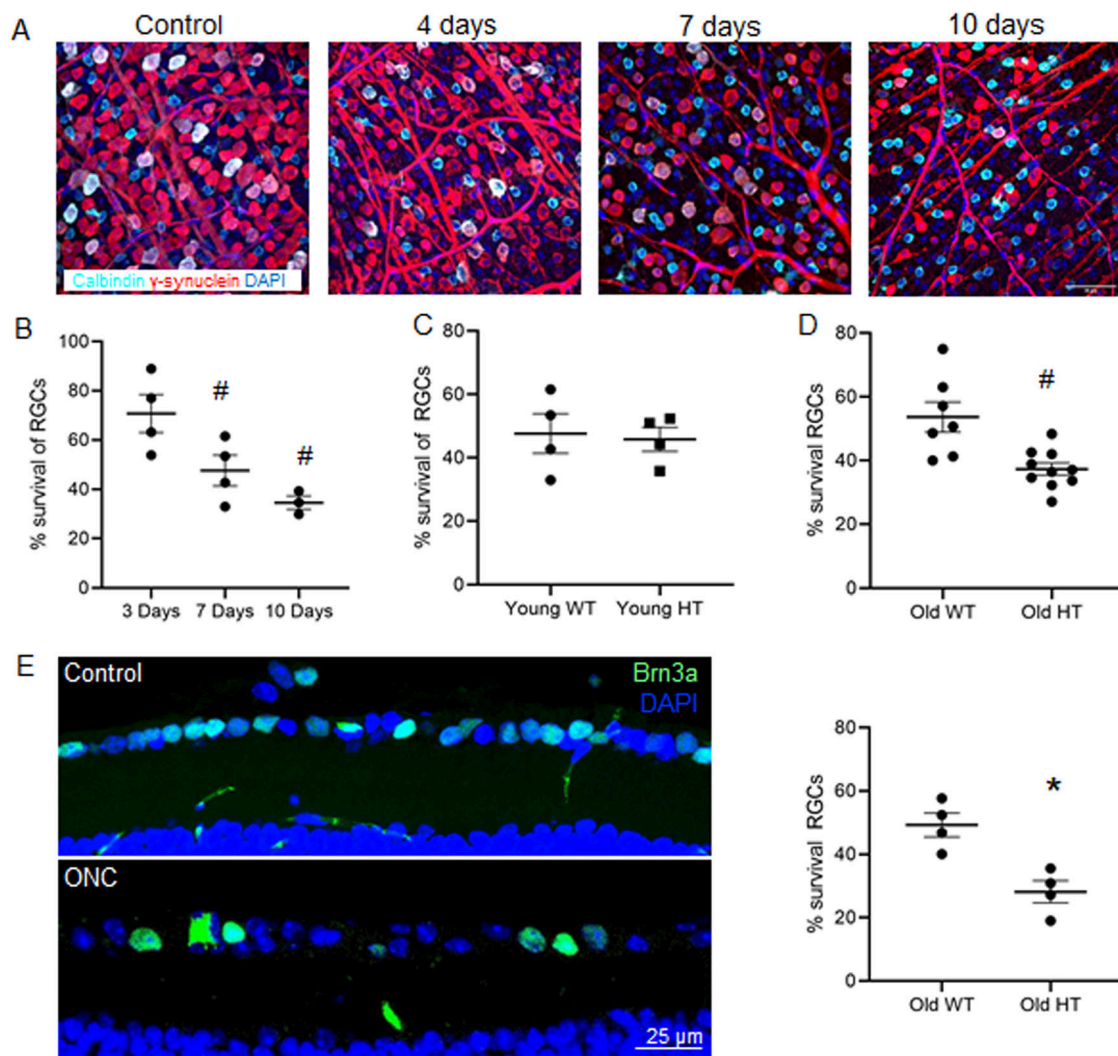 A
Control
4 days
7 days
10 days
Calbindin γ-synuclein DAPI
B
% survival of RGCs
100
80
60
40
20
0
3 Days
7 Days
10 Days
#
#
C
% survival of RGCs
80
60
40
20
0
Young WT
Young HT
D
% survival RGCs
80
60
40
20
0
Old WT
Old HT
#
E
Control
Brn3a
DAPI
ONC
25 µm
% survival RGCs
80
60
40
20
0
Old WT
Old HT
*